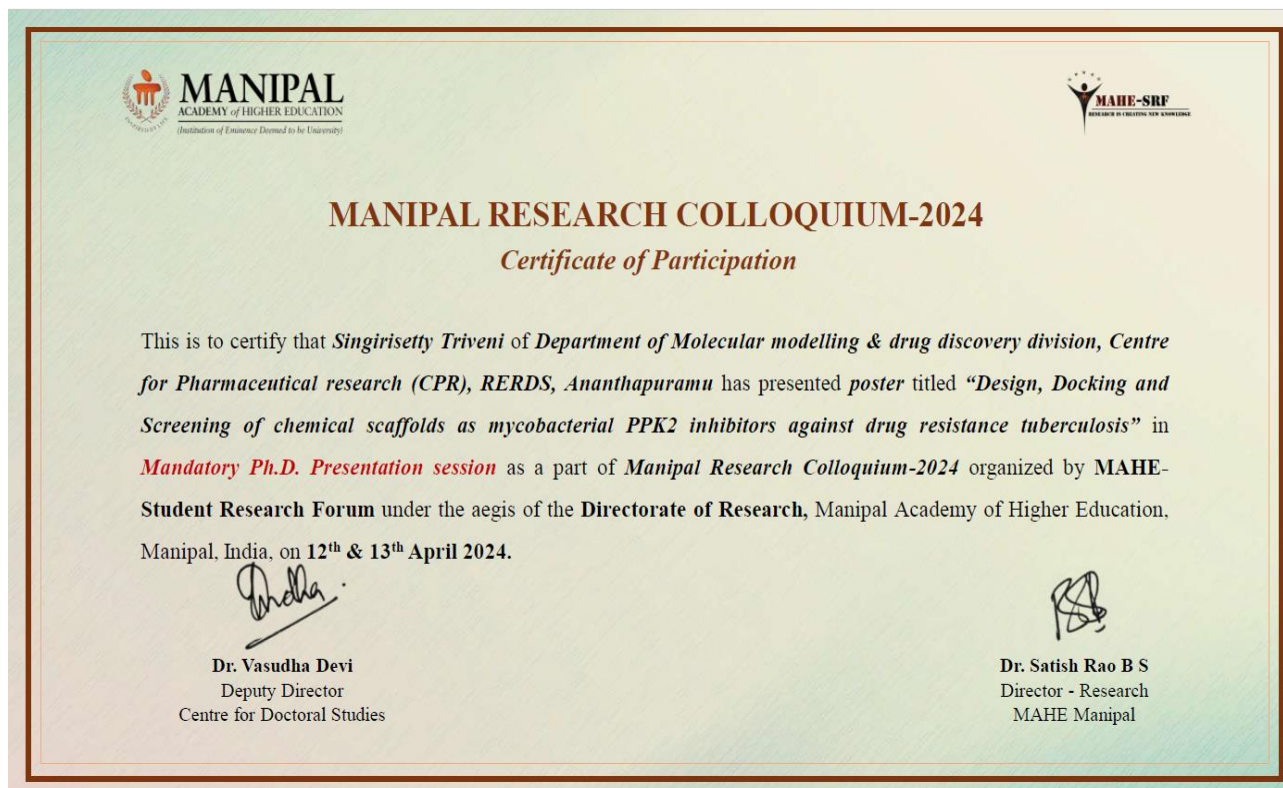 MANIPAL
ACADEMY of HIGHER EDUCATION
(Institution of Eminence Deemed to be University)
MAHE-SRF
RESEARCH IS CREATING NEW KNOWLEDGE
MANIPAL RESEARCH COLLOQUIUM-2024
Certificate of Participation
This is to certify that Singirisetty Triveni of Department of Molecular modelling & drug discovery division, Centre
for Pharmaceutical research (CPR), RERDS, Ananthapuramu has presented poster titled “Design, Docking and
Screening of chemical scaffolds as mycobacterial PPK2 inhibitors against drug resistance tuberculosis” in
Mandatory Ph.D. Presentation session as a part of Manipal Research Colloquium-2024 organized by MAHE-
Student Research Forum under the aegis of the Directorate of Research, Manipal Academy of Higher Education,
Manipal, India, on 12th & 13th April 2024.
Dr. Vasudha Devi
Deputy Director
Centre for Doctoral Studies
Dr. Satish Rao B S
Director - Research
MAHE Manipal